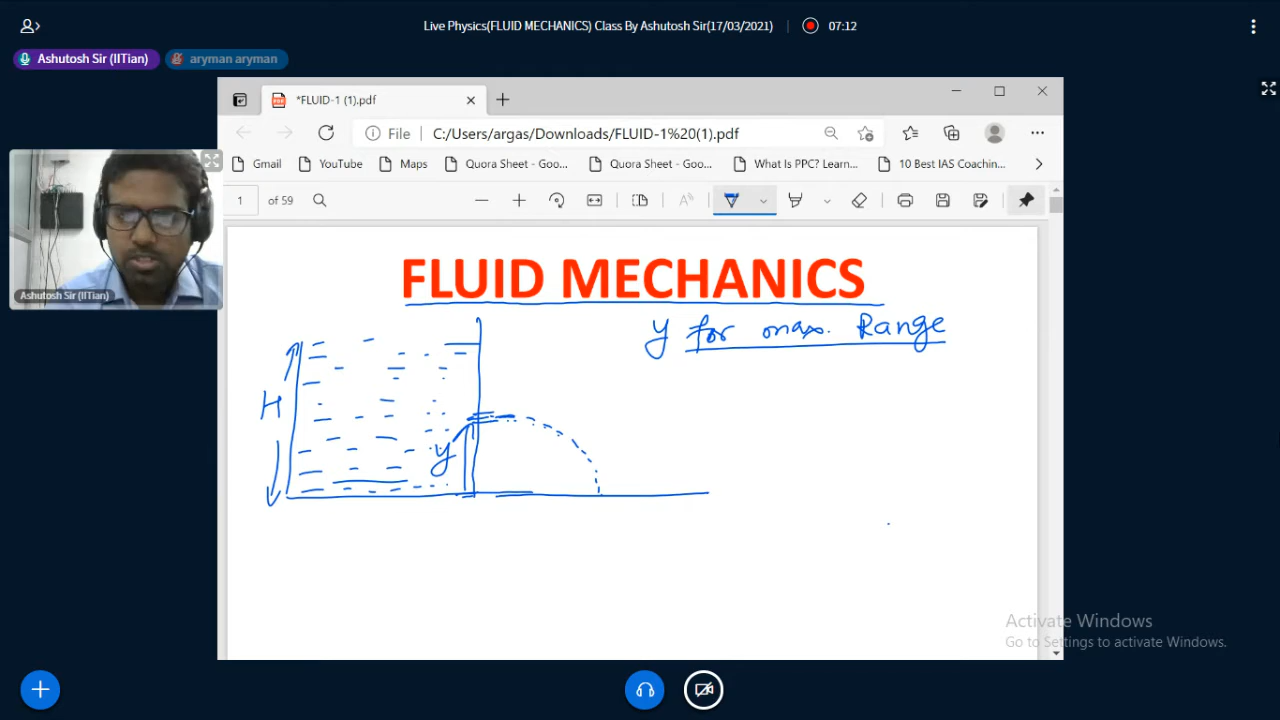 Live Physics(FLUID MECHANICS) Class By Ashutosh Sir(17/03/2021)
07:12
Ashutosh Sir (IITian)
aryman aryman
*FLUID-1 (1).pdf
File
C:/Users/argas/Downloads/FLUID-1%20(1).pdf
Gmail
YouTube
Maps
Quora Sheet - Goo...
Quora Sheet - Goo...
What Is PPC? Learn...
10 Best IAS Coachin...
1
of 59
Ashutosh Sir (IITian)
FLUID MECHANICS
y for max. Range
H
y
Activate Windows
Go to Settings to activate Windows.